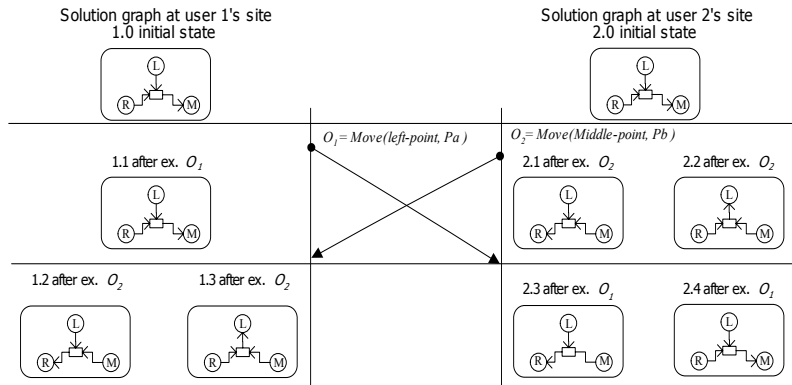 Solution graph at user 1's site
1.0 initial state
L
R
M
Solution graph at user 2's site
2.0 initial state
L
R
M
O1= Move(left-point, Pa )
O2= Move(Middle-point, Pb )
1.1 after ex. O1
L
R
M
2.1 after ex. O2
L
R
M
2.2 after ex. O2
L
R
M
1.2 after ex. O2
L
R
M
1.3 after ex. O2
L
R
M
2.3 after ex. O1
L
R
M
2.4 after ex. O1
L
R
M